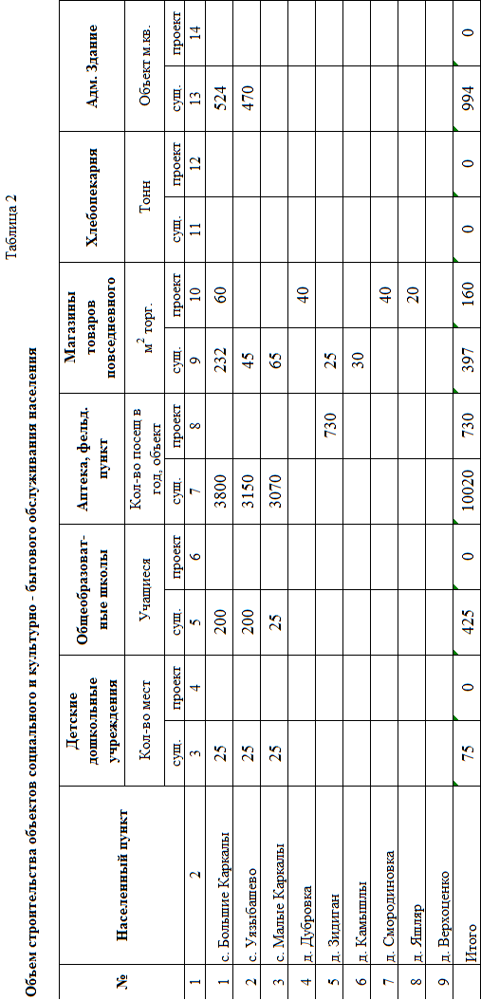 Таблица 2
Объем строительства объектов социального и культурно - бытового обслуживания населения
№ Населенный пункт Детские дошкольные учреждения Общеобразоват-ные школы Аптека, фельд. пункт Магазины товаров повседневного Хлебопекарня Адм. Здание
Кол-во мест Учащиеся Кол-во посещ в год, объект м² торг. Тонн Объект м.кв.
сущ. проект сущ. проект сущ. проект сущ. проект сущ. проект сущ. проект
1 2 3 4 5 6 7 8 9 10 11 12 13 14
1 с. Большие Каркалы 25 200 3800 232 60 524
2 с. Уязыбашево 25 200 3150 45 470
3 с. Малые Каркалы 25 25 3070 65
4 д. Дубровка 40
5 д. Зидиган 730 25
6 д. Камышлы 30
7 д. Смородиновка 40
8 д. Яшляр 20
9 д. Верхоценко
Итого 75 0 425 0 10020 730 397 160 0 0 994 0